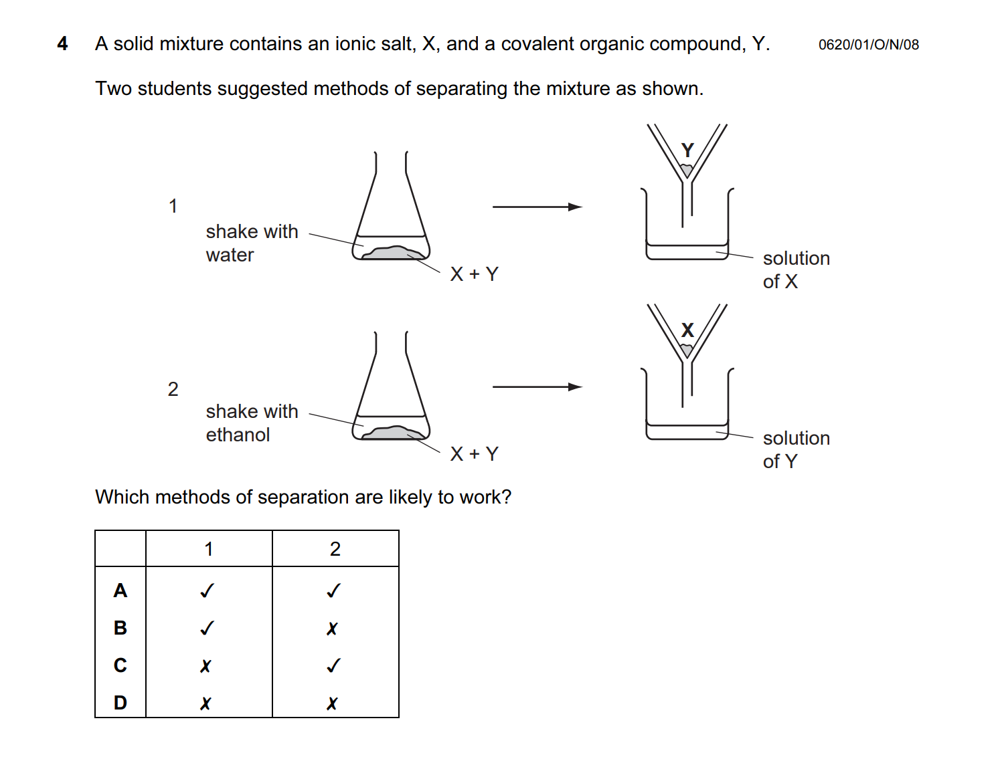 4 A solid mixture contains an ionic salt, X, and a covalent organic compound, Y. 0620/01/O/N/08
Two students suggested methods of separating the mixture as shown.
Y
1
shake with
water
X + Y
solution
of X
X
2
shake with
ethanol
X + Y
solution
of Y
Which methods of separation are likely to work?
1 2
A ✓ ✓
B ✓ ✗
C ✗ ✓
D ✗ ✗